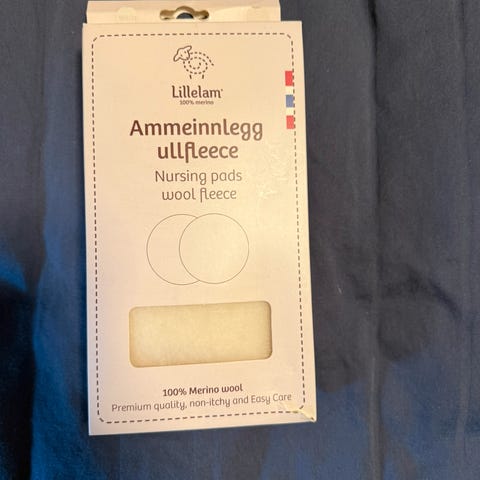 Lillelam®
100% merino
Ammeinnlegg
ullfleece
Nursing pads
wool fleece
100% Merino wool
Premium quality, non-itchy and Easy Care